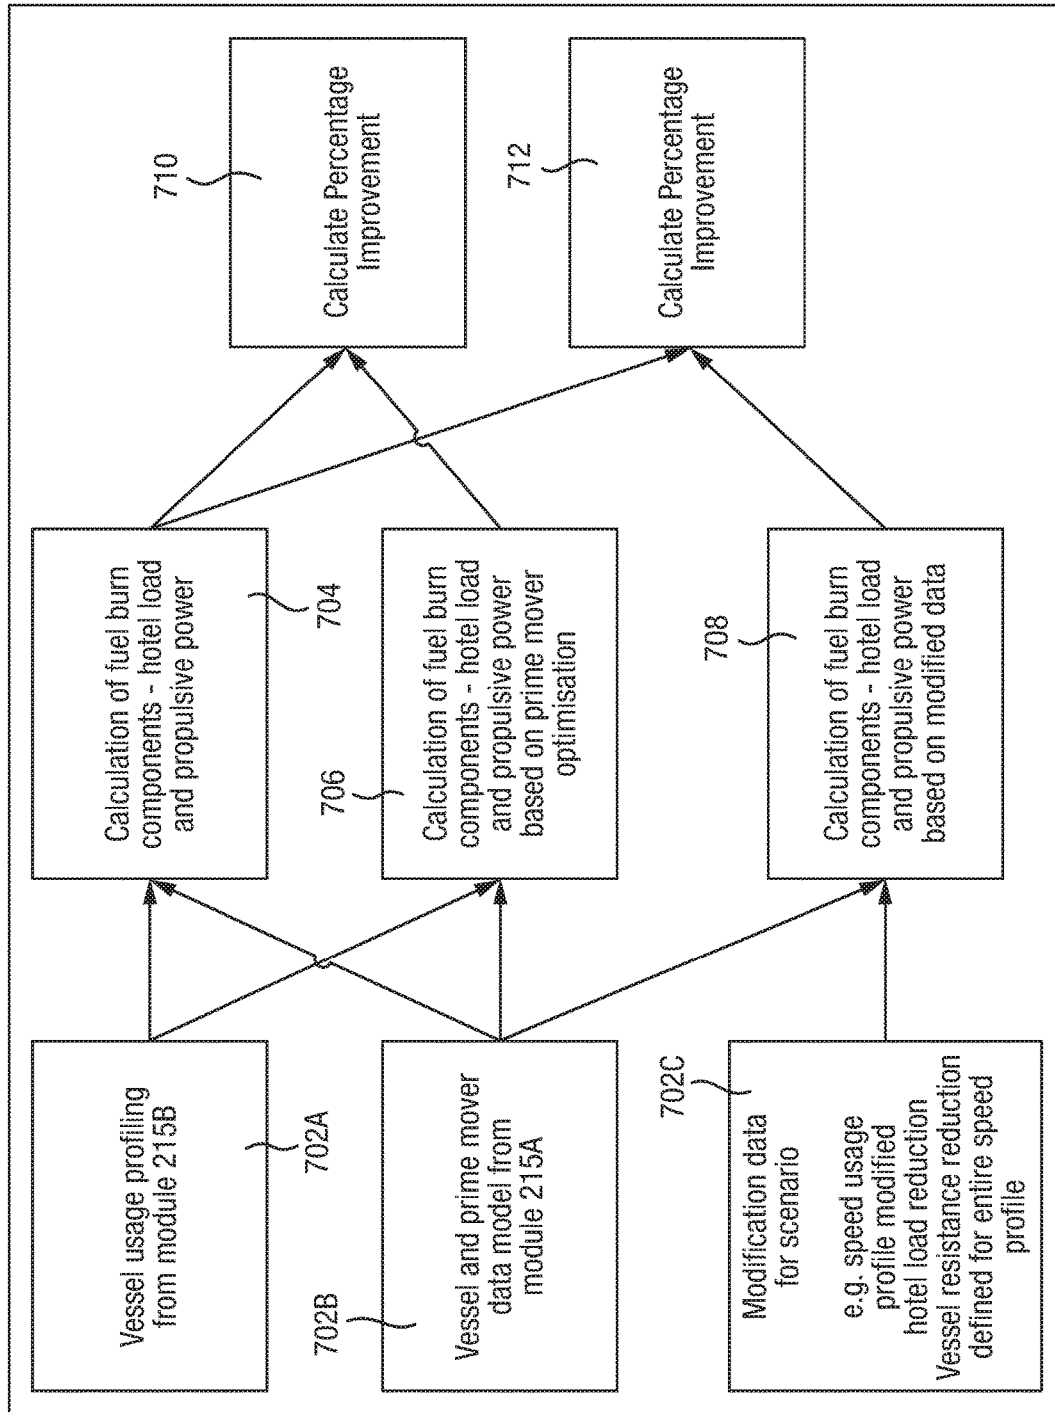 Vessel usage profiling
from module 215B
702A
Vessel and prime mover
data model from
module 215A
702B
Modification data
for scenario
e.g. speed usage
profile modified
hotel load reduction
Vessel resistance reduction
defined for entire speed
profile
702C
Calculation of fuel burn
components - hotel load
and propulsive power
704
Calculation of fuel burn
components - hotel load
and propulsive power
based on prime mover
optimisation
706
Calculation of fuel burn
components - hotel load
and propulsive power
based on modified data
708
Calculate Percentage
Improvement
710
Calculate Percentage
Improvement
712